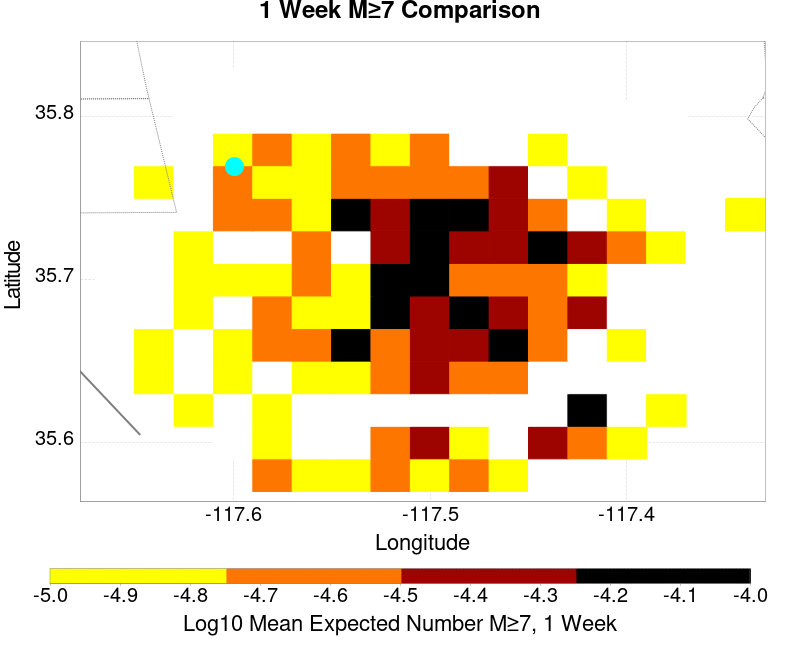 1 Week M≥7 Comparison
35.8
35.7
35.6
Latitude
-117.6 -117.5 -117.4
Longitude
-5.0 -4.9 -4.8 -4.7 -4.6 -4.5 -4.4 -4.3 -4.2 -4.1 -4.0
Log10 Mean Expected Number M≥7, 1 Week